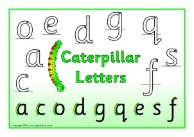 o e d g q
a Caterpillar s
c Letters f
a c o d g q e s f